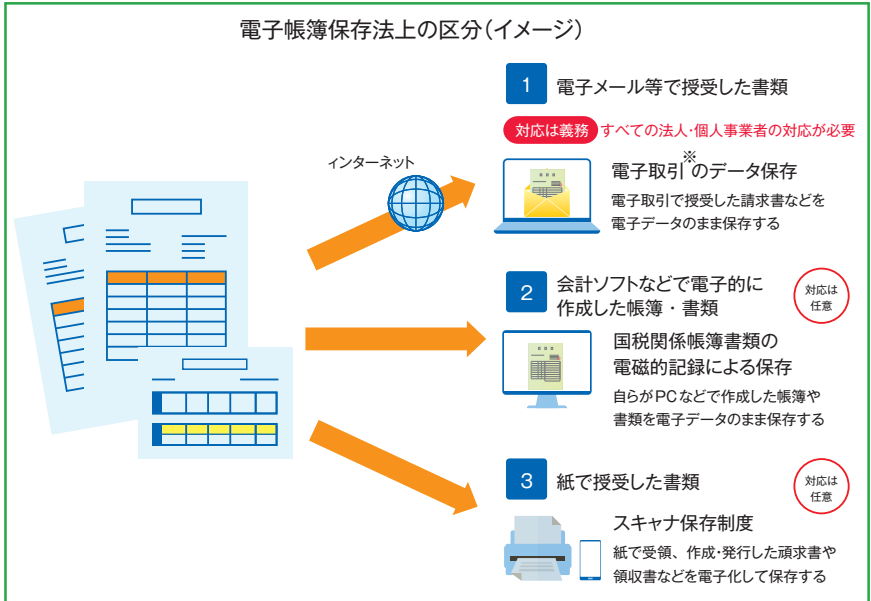 電子帳簿保存法上の区分（イメージ）
1 電子メール等で授受した書類
対応は義務 すべての法人・個人事業者の対応が必要
インターネット
電子取引※のデータ保存
電子取引で授受した請求書などを
電子データのまま保存する
2 会計ソフトなどで電子的に
作成した帳簿・書類
対応は
任意
国税関係帳簿書類の
電磁的記録による保存
自らがPCなどで作成した帳簿や
書類を電子データのまま保存する
3 紙で授受した書類
対応は
任意
スキャナ保存制度
紙で受領、作成・発行した頑求書や
領収書などを電子化して保存する